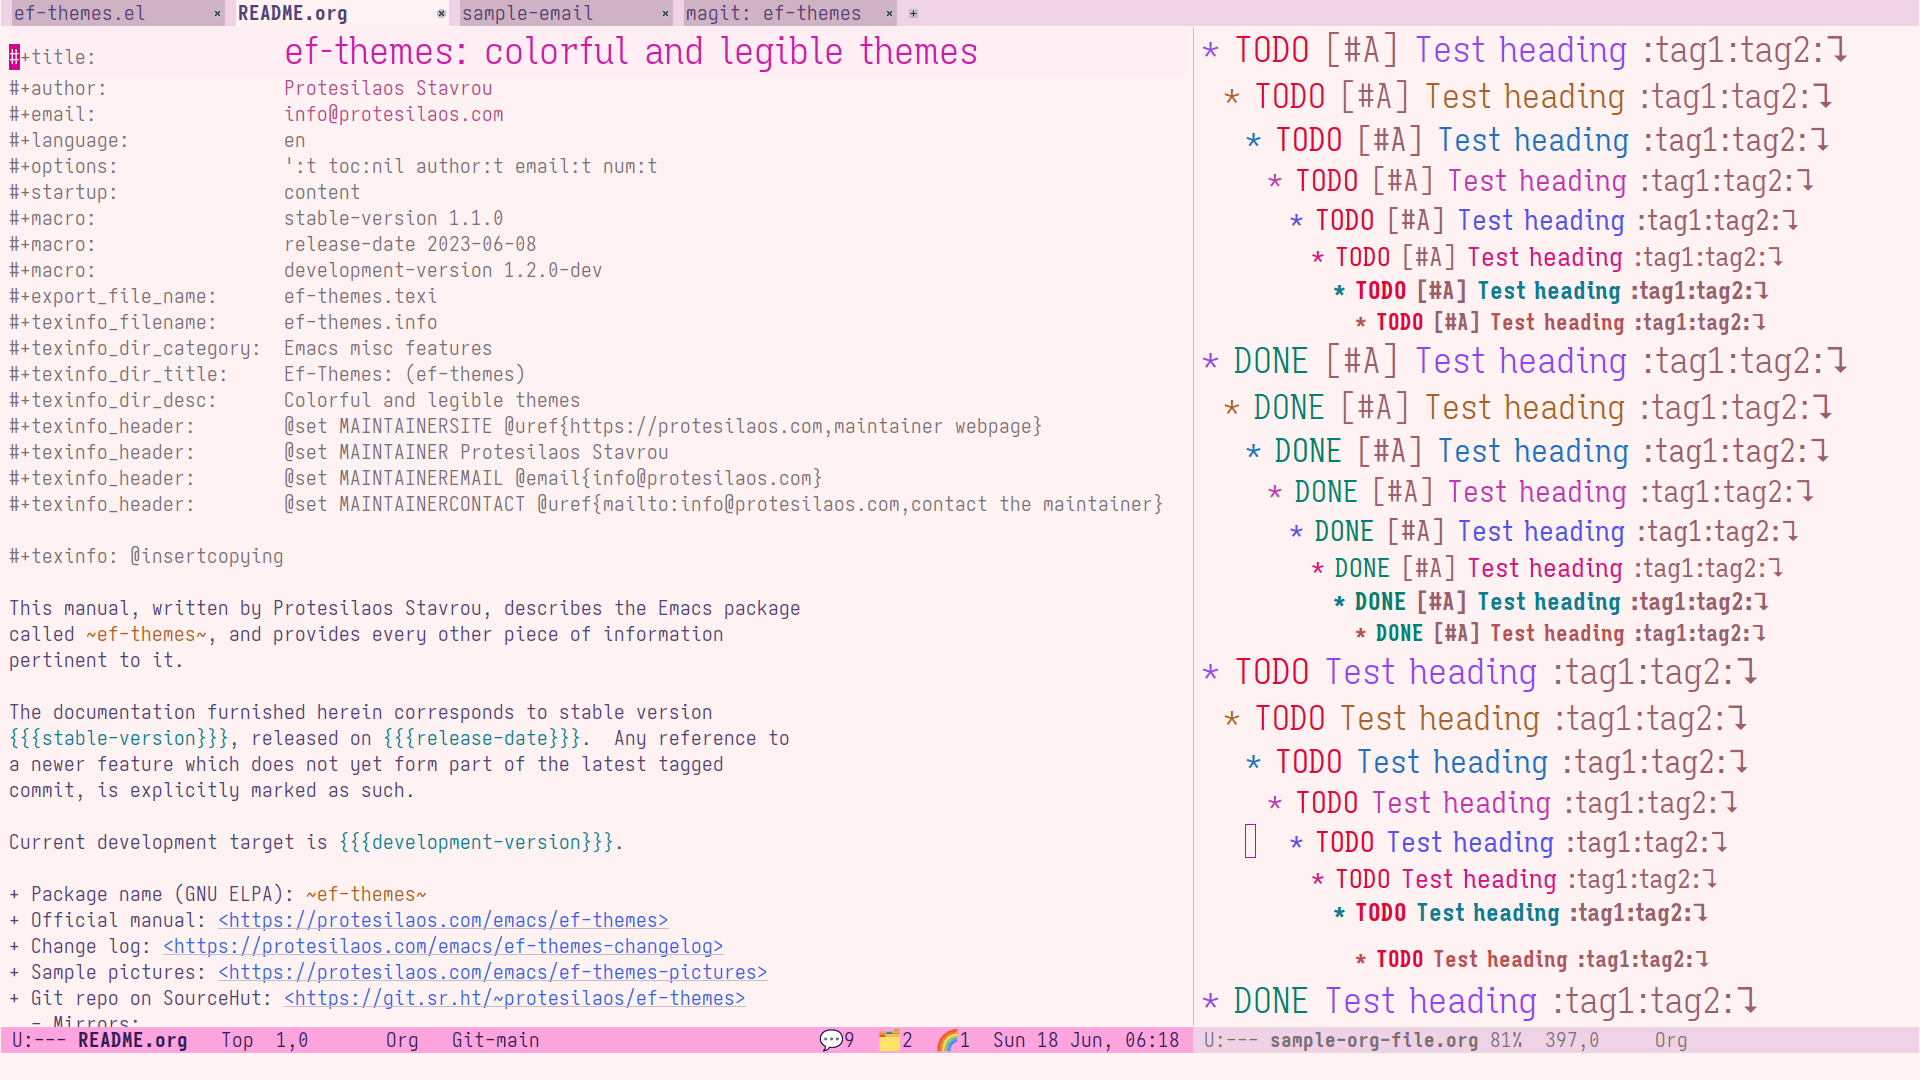 ef-themes.el × README.org ⊗ sample-email × magit: ef-themes × +
#+title: ef-themes: colorful and legible themes
#+author: Protesilaos Stavrou
#+email: info@protesilaos.com
#+language: en
#+options: ':t toc:nil author:t email:t num:t
#+startup: content
#+macro: stable-version 1.1.0
#+macro: release-date 2023-06-08
#+macro: development-version 1.2.0-dev
#+export_file_name: ef-themes.texi
#+texinfo_filename: ef-themes.info
#+texinfo_dir_category: Emacs misc features
#+texinfo_dir_title: Ef-Themes: (ef-themes)
#+texinfo_dir_desc: Colorful and legible themes
#+texinfo_header: @set MAINTAINERSITE @uref{https://protesilaos.com,maintainer webpage}
#+texinfo_header: @set MAINTAINER Protesilaos Stavrou
#+texinfo_header: @set MAINTAINEREMAIL @email{info@protesilaos.com}
#+texinfo_header: @set MAINTAINERCONTACT @uref{mailto:info@protesilaos.com,contact the maintainer}
#+texinfo: @insertcopying
This manual, written by Protesilaos Stavrou, describes the Emacs package
called ~ef-themes~, and provides every other piece of information
pertinent to it.
The documentation furnished herein corresponds to stable version
{{{stable-version}}}, released on {{{release-date}}}.  Any reference to
a newer feature which does not yet form part of the latest tagged
commit, is explicitly marked as such.
Current development target is {{{development-version}}}.
+ Package name (GNU ELPA): ~ef-themes~
+ Official manual: <https://protesilaos.com/emacs/ef-themes>
+ Change log: <https://protesilaos.com/emacs/ef-themes-changelog>
+ Sample pictures: <https://protesilaos.com/emacs/ef-themes-pictures>
+ Git repo on SourceHut: <https://git.sr.ht/~protesilaos/ef-themes>
- Mirrors:
U:--- README.org Top 1,0 Org Git-main 💬9 🗂️2 🌈1 Sun 18 Jun, 06:18
* TODO [#A] Test heading :tag1:tag2:⤵
* TODO [#A] Test heading :tag1:tag2:⤵
* TODO [#A] Test heading :tag1:tag2:⤵
* TODO [#A] Test heading :tag1:tag2:⤵
* TODO [#A] Test heading :tag1:tag2:⤵
* TODO [#A] Test heading :tag1:tag2:⤵
* TODO [#A] Test heading :tag1:tag2:⤵
* TODO [#A] Test heading :tag1:tag2:⤵
* DONE [#A] Test heading :tag1:tag2:⤵
* DONE [#A] Test heading :tag1:tag2:⤵
* DONE [#A] Test heading :tag1:tag2:⤵
* DONE [#A] Test heading :tag1:tag2:⤵
* DONE [#A] Test heading :tag1:tag2:⤵
* DONE [#A] Test heading :tag1:tag2:⤵
* DONE [#A] Test heading :tag1:tag2:⤵
* DONE [#A] Test heading :tag1:tag2:⤵
* TODO Test heading :tag1:tag2:⤵
* TODO Test heading :tag1:tag2:⤵
* TODO Test heading :tag1:tag2:⤵
* TODO Test heading :tag1:tag2:⤵
* TODO Test heading :tag1:tag2:⤵
* TODO Test heading :tag1:tag2:⤵
* TODO Test heading :tag1:tag2:⤵
* TODO Test heading :tag1:tag2:⤵
* DONE Test heading :tag1:tag2:⤵
U:--- sample-org-file.org 81% 397,0 Org